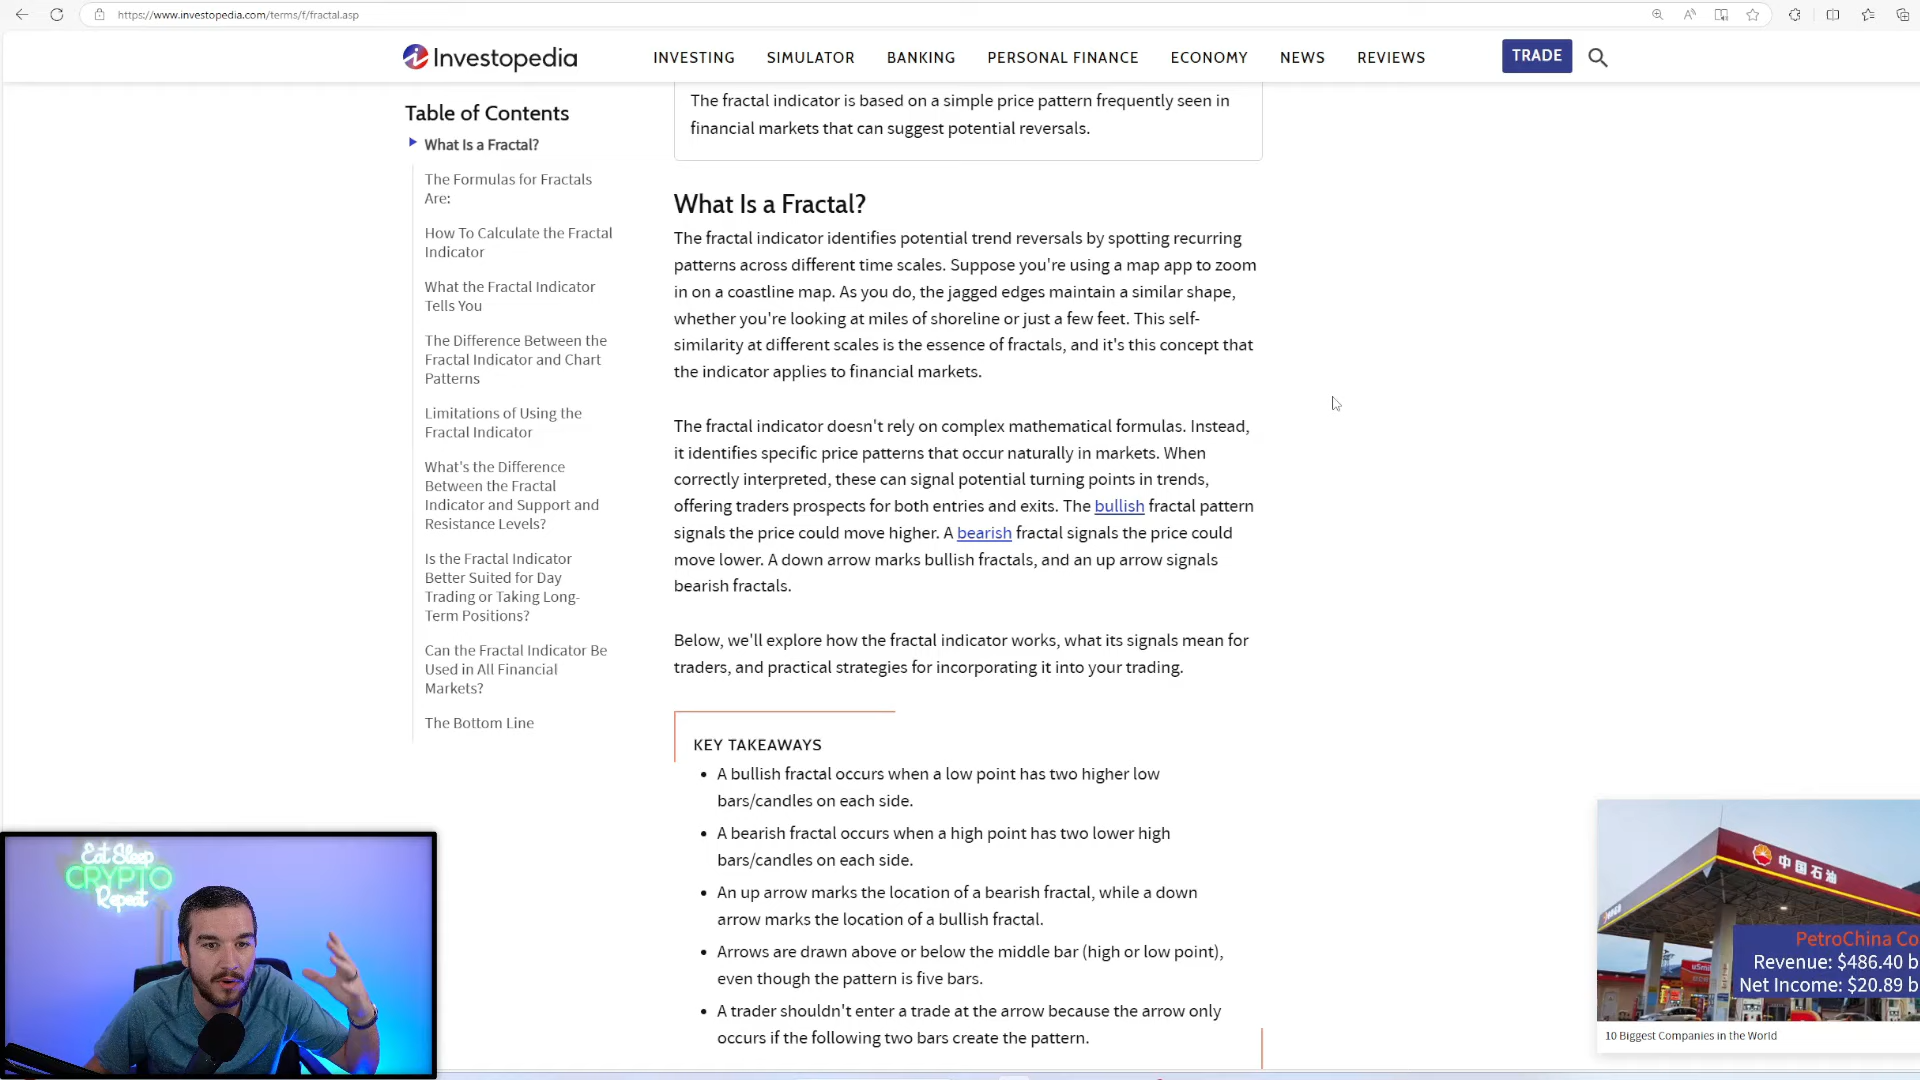 https://www.investopedia.com/terms/f/fractal.asp
Investopedia
INVESTING
SIMULATOR
BANKING
PERSONAL FINANCE
ECONOMY
NEWS
REVIEWS
TRADE
Table of Contents
What Is a Fractal?
The Formulas for Fractals
Are:
How To Calculate the Fractal
Indicator
What the Fractal Indicator
Tells You
The Difference Between the
Fractal Indicator and Chart
Patterns
Limitations of Using the
Fractal Indicator
What's the Difference
Between the Fractal
Indicator and Support and
Resistance Levels?
Is the Fractal Indicator
Better Suited for Day
Trading or Taking Long-
Term Positions?
Can the Fractal Indicator Be
Used in All Financial
Markets?
The Bottom Line
The fractal indicator is based on a simple price pattern frequently seen in
financial markets that can suggest potential reversals.
What Is a Fractal?
The fractal indicator identifies potential trend reversals by spotting recurring
patterns across different time scales. Suppose you're using a map app to zoom
in on a coastline map. As you do, the jagged edges maintain a similar shape,
whether you're looking at miles of shoreline or just a few feet. This self-
similarity at different scales is the essence of fractals, and it's this concept that
the indicator applies to financial markets.
The fractal indicator doesn't rely on complex mathematical formulas. Instead,
it identifies specific price patterns that occur naturally in markets. When
correctly interpreted, these can signal potential turning points in trends,
offering traders prospects for both entries and exits. The bullish fractal pattern
signals the price could move higher. A bearish fractal signals the price could
move lower. A down arrow marks bullish fractals, and an up arrow signals
bearish fractals.
Below, we'll explore how the fractal indicator works, what its signals mean for
traders, and practical strategies for incorporating it into your trading.
KEY TAKEAWAYS
• A bullish fractal occurs when a low point has two higher low
bars/candles on each side.
• A bearish fractal occurs when a high point has two lower high
bars/candles on each side.
• An up arrow marks the location of a bearish fractal, while a down
arrow marks the location of a bullish fractal.
• Arrows are drawn above or below the middle bar (high or low point),
even though the pattern is five bars.
• A trader shouldn't enter a trade at the arrow because the arrow only
occurs if the following two bars create the pattern.
Eat Sleep
CRYPTO
Repeat
中国石油
uSmile
PetroChina Co
Revenue: $486.40 b
Net Income: $20.89 b
10 Biggest Companies in the World